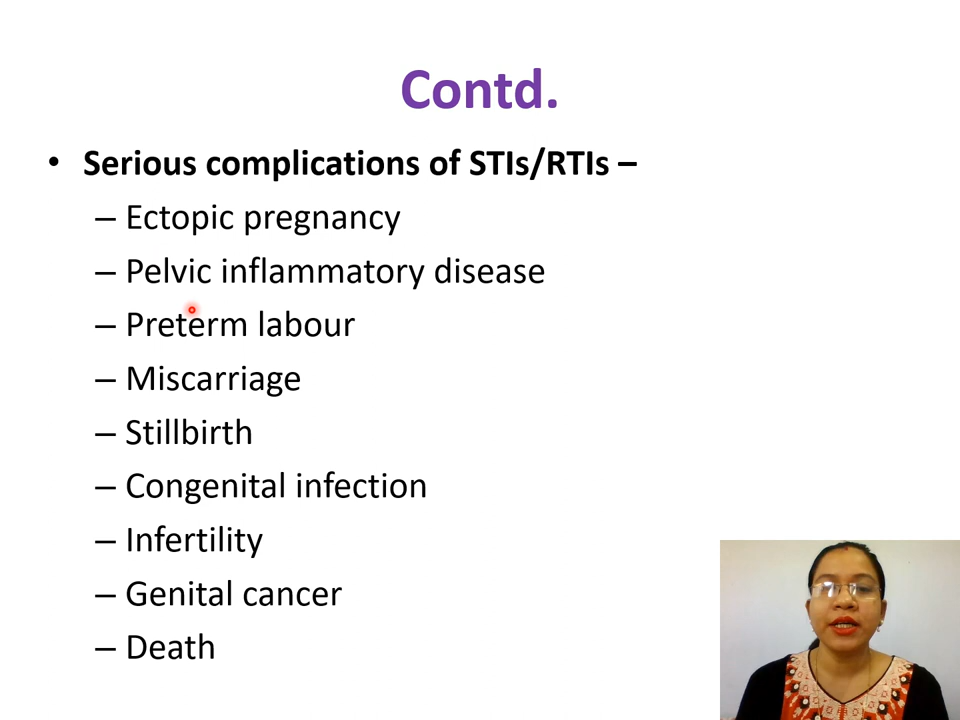 Contd.
• Serious complications of STIs/RTIs –
– Ectopic pregnancy
– Pelvic inflammatory disease
– Preterm labour
– Miscarriage
– Stillbirth
– Congenital infection
– Infertility
– Genital cancer
– Death